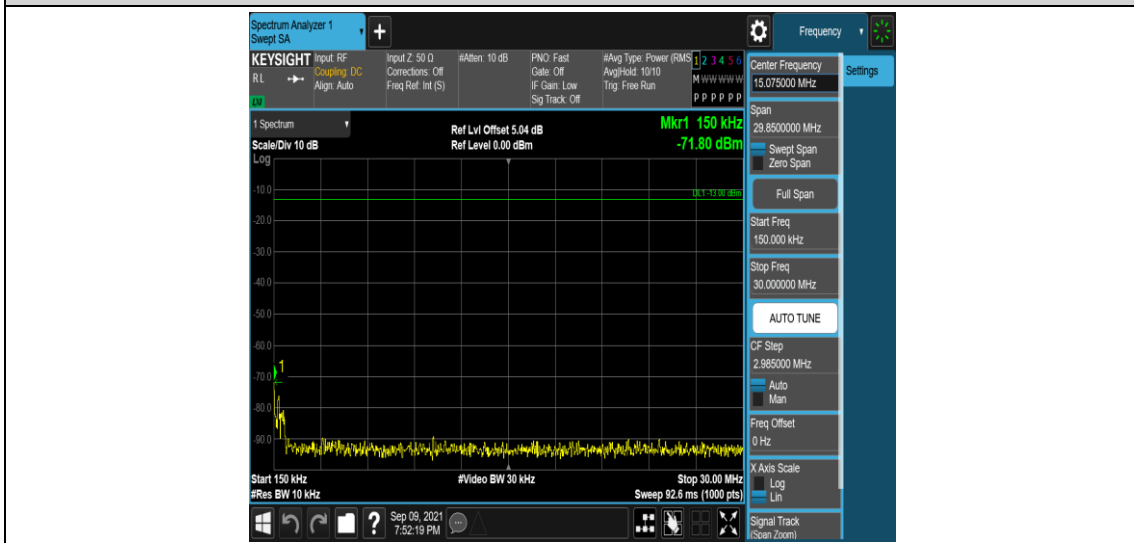 Spectrum Analyzer 1
Swept SA
+
Frequency
KEYSIGHT
RL
LXI
Input: RF
Coupling: DC
Align: Auto
Input Z: 50 Ω
Corrections: Off
Freq Ref: Int (S)
#Atten: 10 dB
PNO: Fast
Gate: Off
IF Gain: Low
Sig Track: Off
#Avg Type: Power (RMS
Avg|Hold: 10/10
Trig: Free Run
1 2 3 4 5 6
M W W W W W
P P P P P P
1 Spectrum
Scale/Div 10 dB
Log
Ref Lvl Offset 5.04 dB
Ref Level 0.00 dBm
Mkr1 150 kHz
-71.80 dBm
DL1 -13.00 dBm
-10.0
-20.0
-30.0
-40.0
-50.0
-60.0
-70.0
-80.0
-90.0
1
Start 150 kHz
#Res BW 10 kHz
#Video BW 30 kHz
Stop 30.00 MHz
Sweep 92.6 ms (1000 pts)
Center Frequency
15.075000 MHz
Settings
Span
29.8500000 MHz
Swept Span
Zero Span
Full Span
Start Freq
150.000 kHz
Stop Freq
30.000000 MHz
AUTO TUNE
CF Step
2.985000 MHz
Auto
Man
Freq Offset
0 Hz
X Axis Scale
Log
Lin
Signal Track
(Span Zoom)
?
Sep 09, 2021
7:52:19 PM